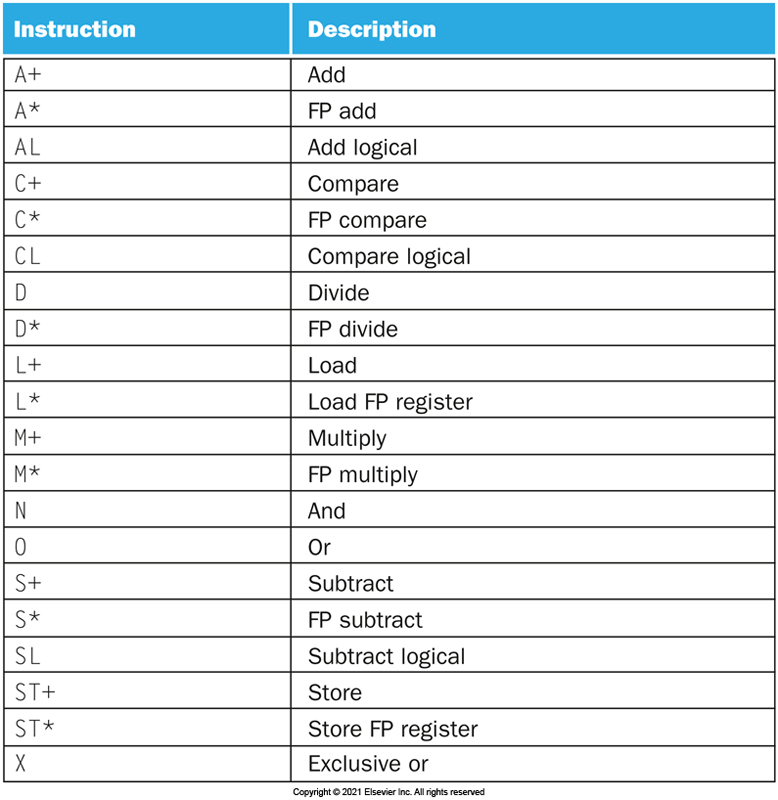 Instruction Description
A+ Add
A* FP add
AL Add logical
C+ Compare
C* FP compare
CL Compare logical
D Divide
D* FP divide
L+ Load
L* Load FP register
M+ Multiply
M* FP multiply
N And
O Or
S+ Subtract
S* FP subtract
SL Subtract logical
ST+ Store
ST* Store FP register
X Exclusive or
Copyright © 2021 Elsevier Inc. All rights reserved